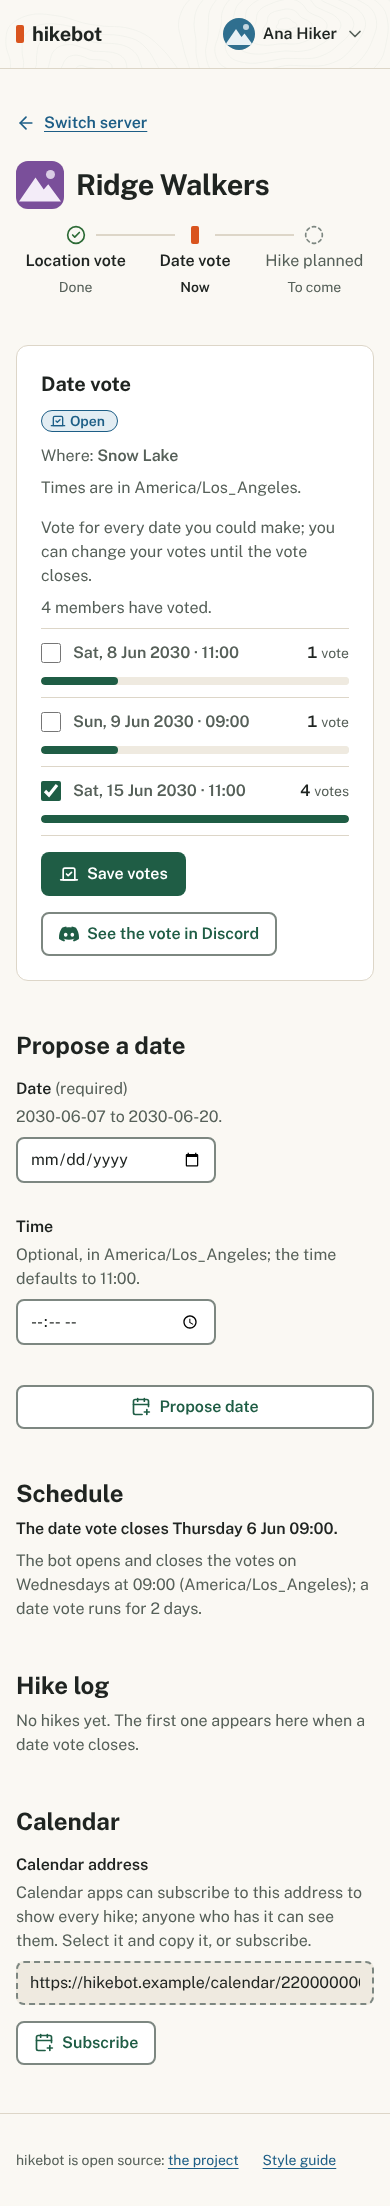 hikebot
Ana Hiker
Switch server
Ridge Walkers
Location vote
Date vote
Hike planned
Done
Now
To come
Date vote
Open
Where: Snow Lake
Times are in America/Los_Angeles.
Vote for every date you could make; you
can change your votes until the vote
closes.
4 members have voted.
Sat, 8 Jun 2030 · 11:00 1 vote
Sun, 9 Jun 2030 · 09:00 1 vote
Sat, 15 Jun 2030 · 11:00 4 votes
Save votes
See the vote in Discord
Propose a date
Date (required)
2030-06-07 to 2030-06-20.
mm/dd/yyyy
Time
Optional, in America/Los_Angeles; the time
defaults to 11:00.
--:-- --
Propose date
Schedule
The date vote closes Thursday 6 Jun 09:00.
The bot opens and closes the votes on
Wednesdays at 09:00 (America/Los_Angeles); a
date vote runs for 2 days.
Hike log
No hikes yet. The first one appears here when a
date vote closes.
Calendar
Calendar address
Calendar apps can subscribe to this address to
show every hike; anyone who has it can see
them. Select it and copy it, or subscribe.
https://hikebot.example/calendar/22000000
Subscribe
hikebot is open source: the project
Style guide